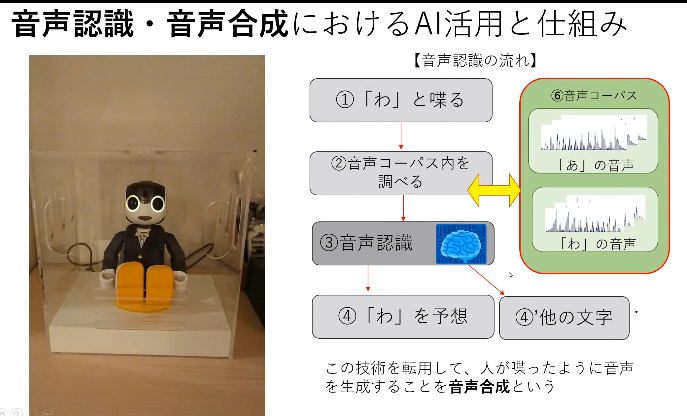 音声認識・音声合成におけるAI活用と仕組み
【音声認識の流れ】
①「わ」と喋る
②音声コーパス内を
調べる
③音声認識
④「わ」を予想
④’他の文字
⑥音声コーパス
「あ」の音声
「わ」の音声
この技術を転用して、人が喋ったように音声
を生成することを音声合成という